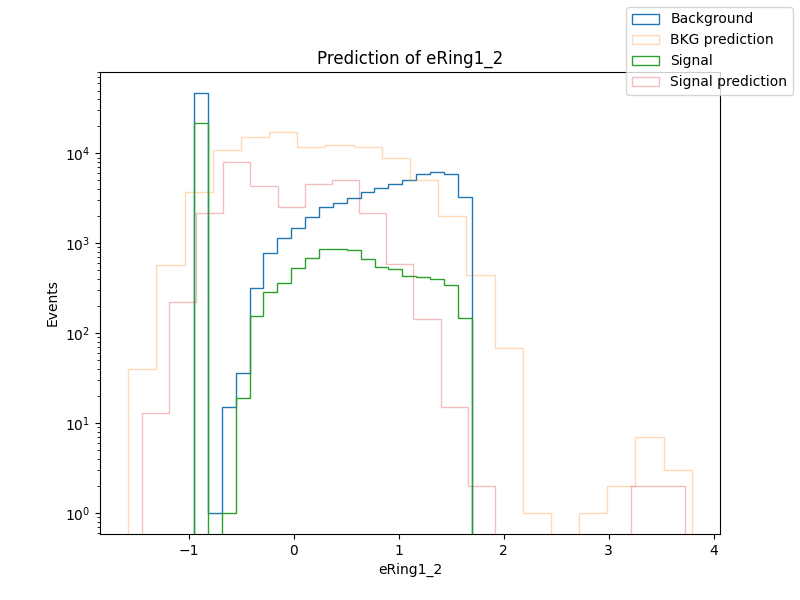 Prediction of eRing1_2
Background
BKG prediction
Signal
Signal prediction
Events
10⁴
10³
10²
10¹
10⁰
−1
0
1
2
3
4
eRing1_2